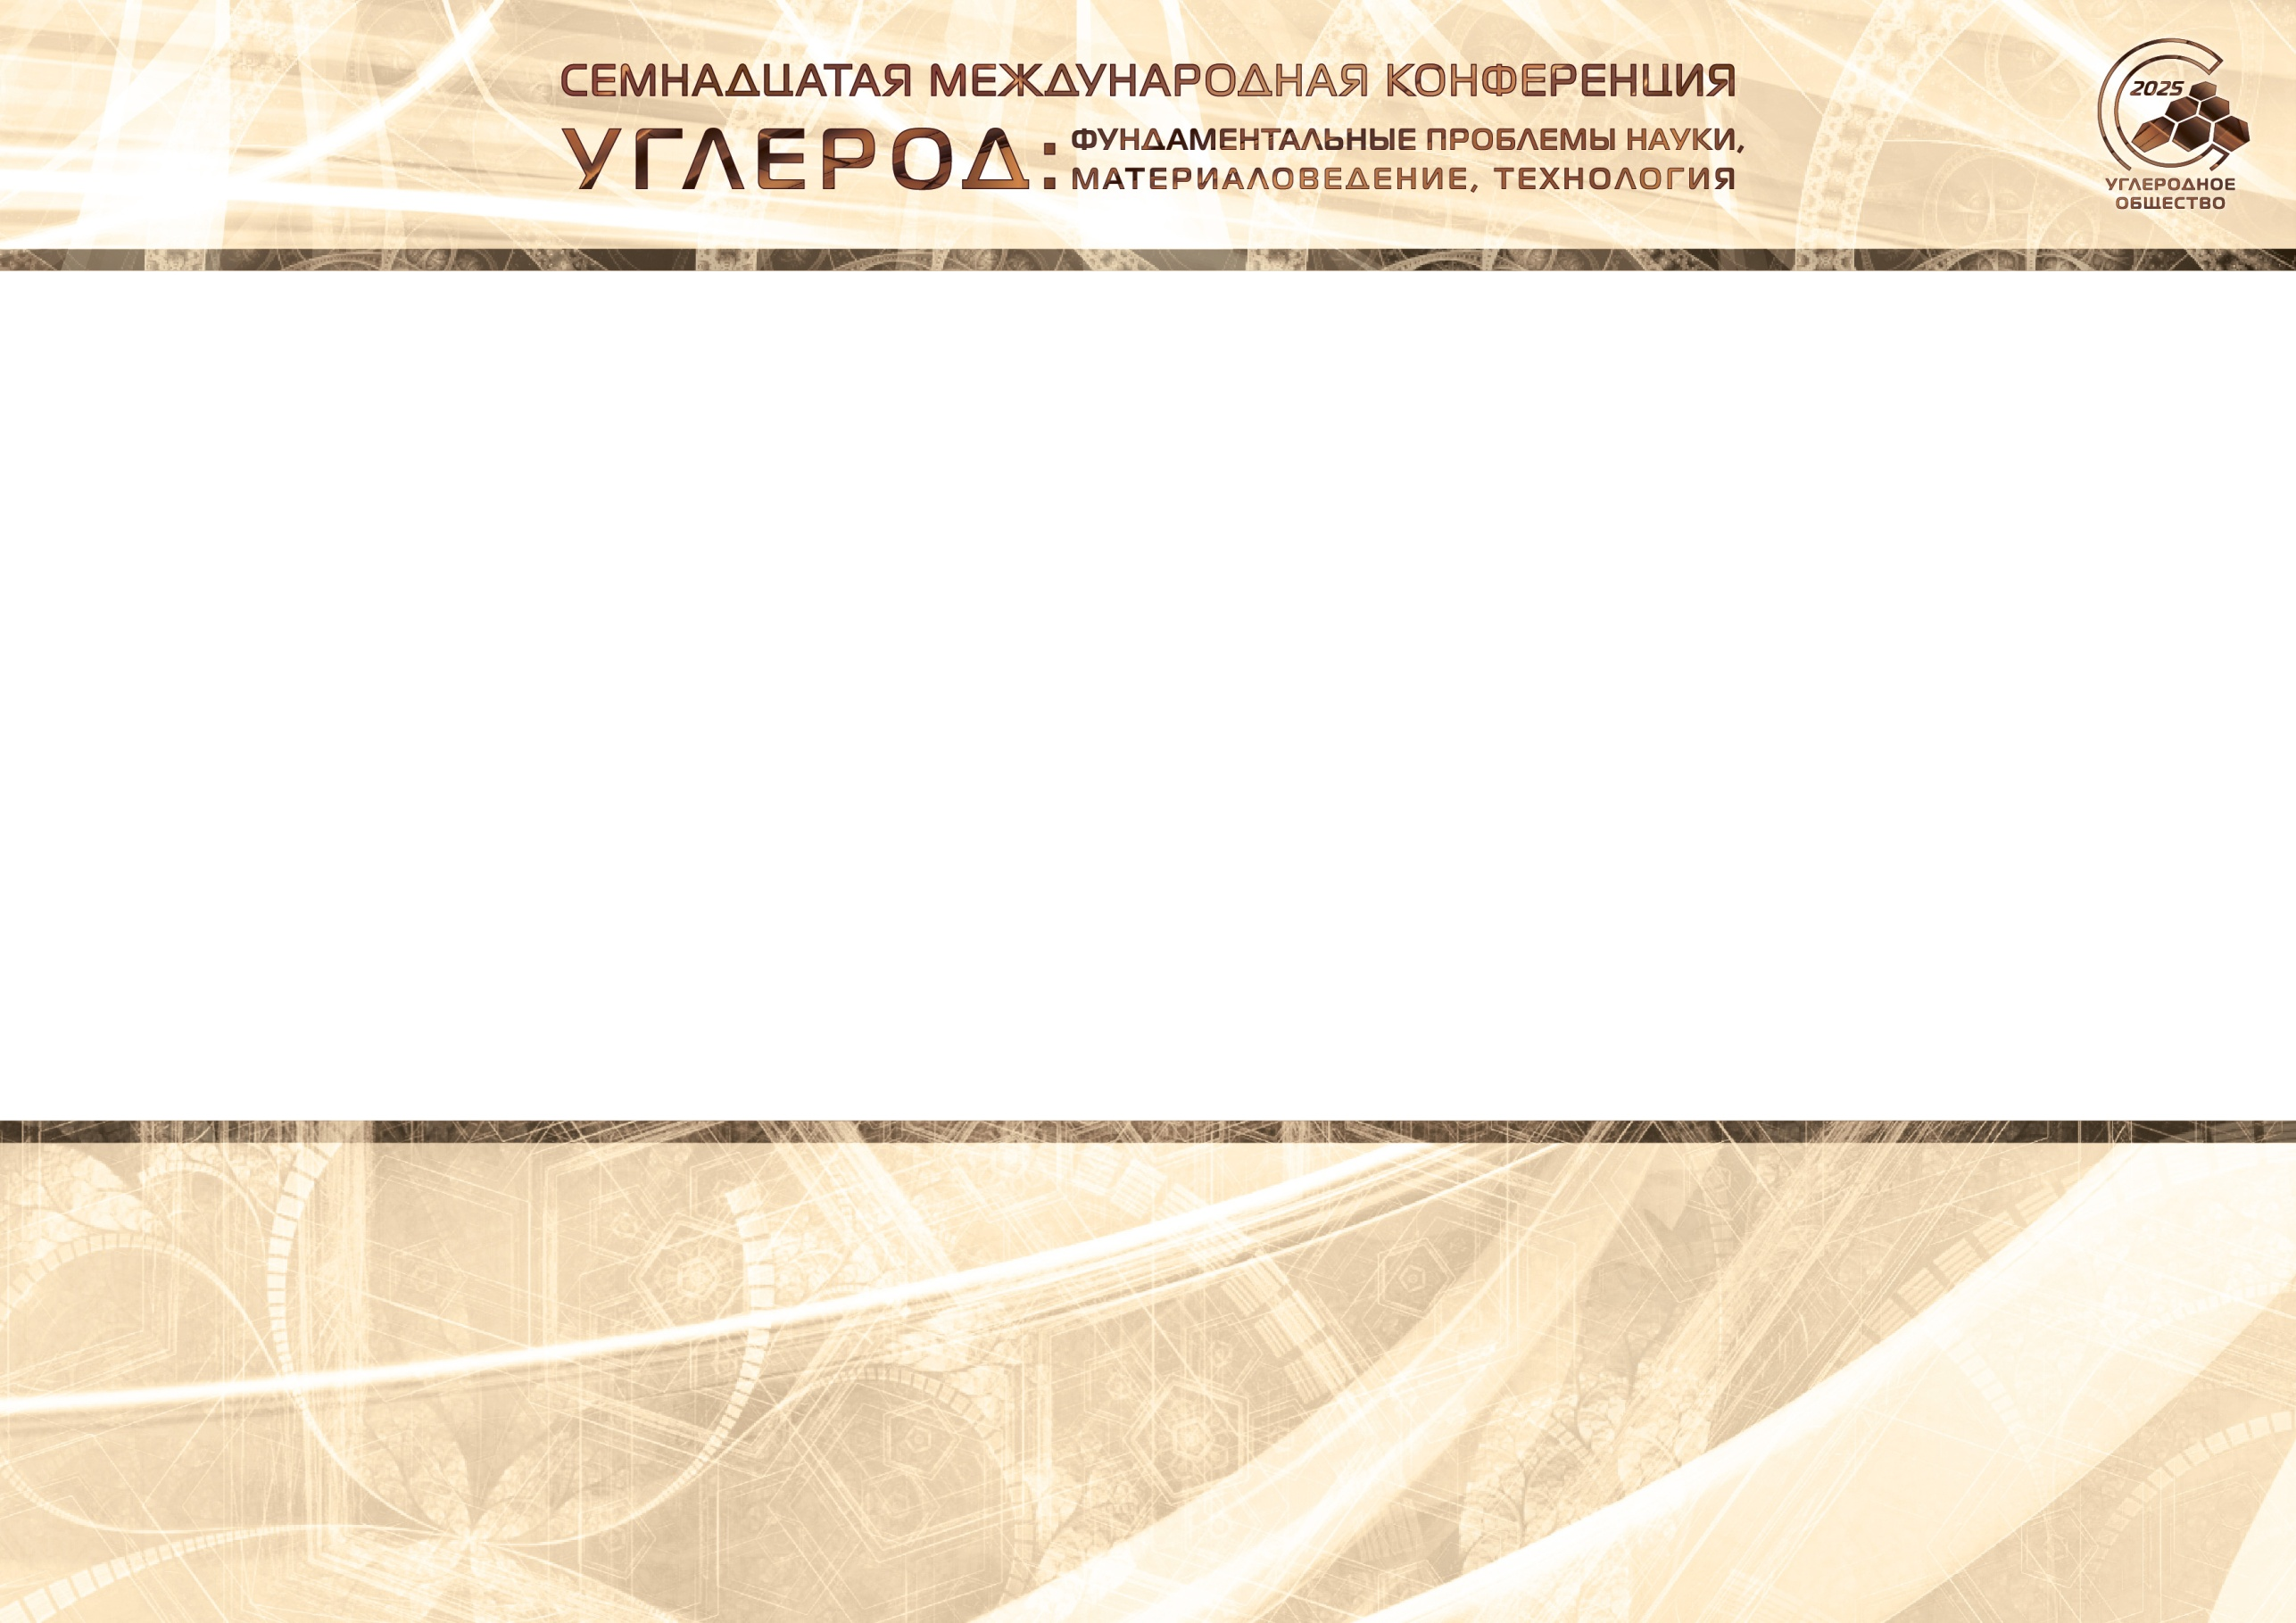 СЕМНАДЦАТАЯ МЕЖДУНАРОДНАЯ КОНФЕРЕНЦИЯ
УГЛЕРОД:
ФУНДАМЕНТАЛЬНЫЕ ПРОБЛЕМЫ НАУКИ,
МАТЕРИАЛОВЕДЕНИЕ, ТЕХНОЛОГИЯ
2025
УГЛЕРОДНОЕ
ОБЩЕСТВО